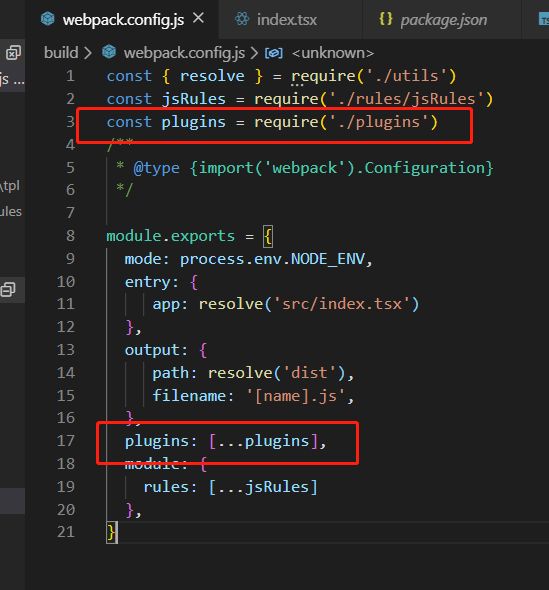 webpack.config.js
index.tsx
package.json
TS
js ...
build > webpack.config.js > <unknown>
1 const { resolve } = require('./utils')
2 const jsRules = require('./rules/jsRules')
3 const plugins = require('./plugins')
4 /**
5 * @type {import('webpack').Configuration}
6 */
7
8 module.exports = {
9 mode: process.env.NODE_ENV,
10 entry: {
11 app: resolve('src/index.tsx')
12 },
13 output: {
14 path: resolve('dist'),
15 filename: '[name].js',
16 },
17 plugins: [...plugins],
18 module: {
19 rules: [...jsRules]
20 },
21 }
\tpl
ules